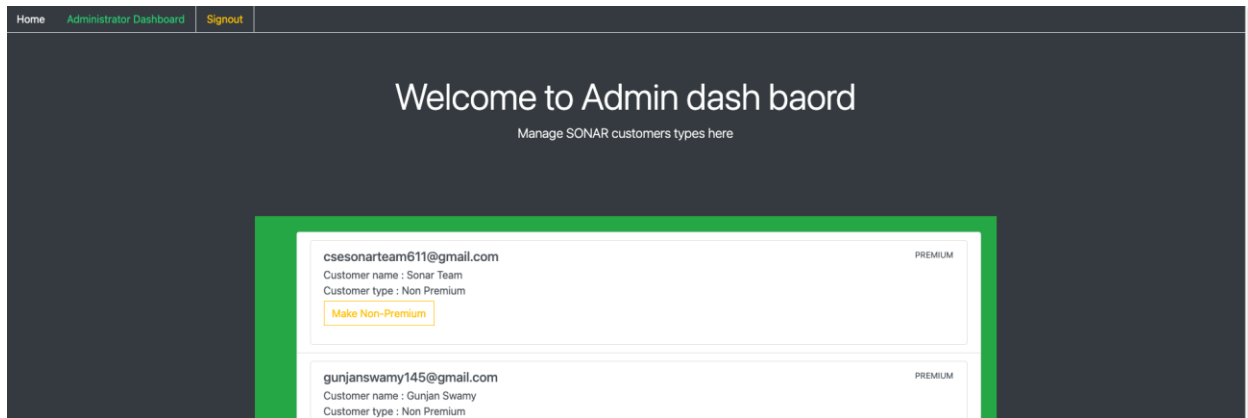 Home Administrator Dashboard Signout
Welcome to Admin dash baord
Manage SONAR customers types here
csesonarteam611@gmail.com PREMIUM
Customer name : Sonar Team
Customer type : Non Premium
Make Non-Premium
gunjanswamy145@gmail.com PREMIUM
Customer name : Gunjan Swamy
Customer type : Non Premium